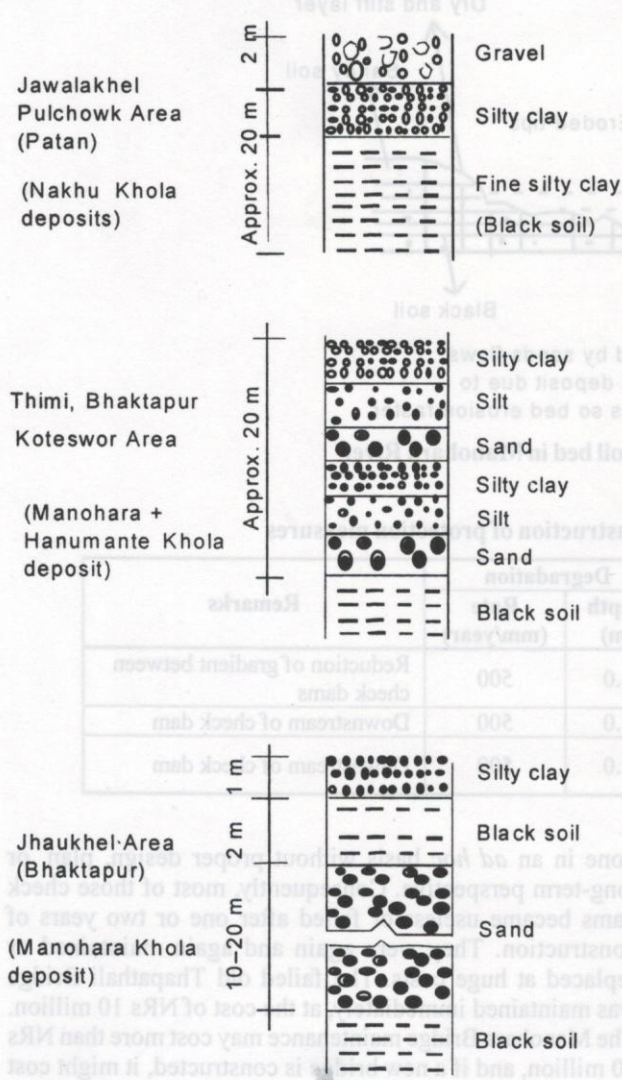 2 m
Gravel
Jawalakhel
Pulchowk Area
(Patan)
Silty clay
(Nakhu Khola
deposits)
Approx. 20 m
Fine silty clay
(Black soil)
Thimi, Bhaktapur
Koteswor Area
(Manohara +
Hanumante Khola
deposit)
Approx. 20 m
Silty clay
Silt
Sand
Silty clay
Silt
Sand
Black soil
1 m
Silty clay
Jhaukhel Area
(Bhaktapur)
2 m
Black soil
(Manohara Khola
deposit)
10–20 m
Sand
Black soil